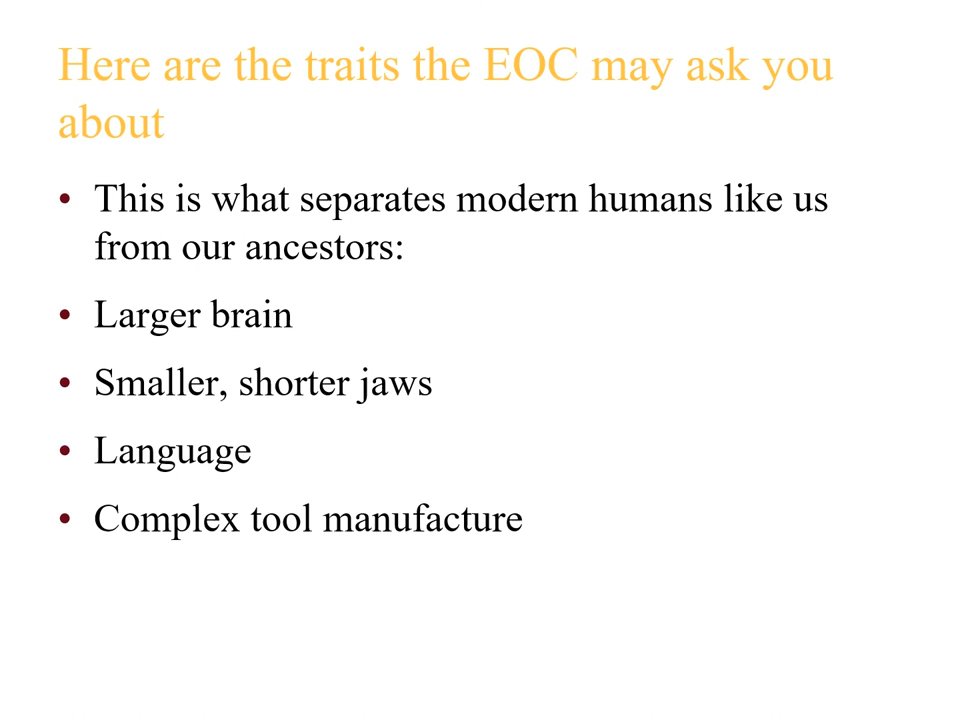 Here are the traits the EOC may ask you
about
• This is what separates modern humans like us
from our ancestors:
• Larger brain
• Smaller, shorter jaws
• Language
• Complex tool manufacture